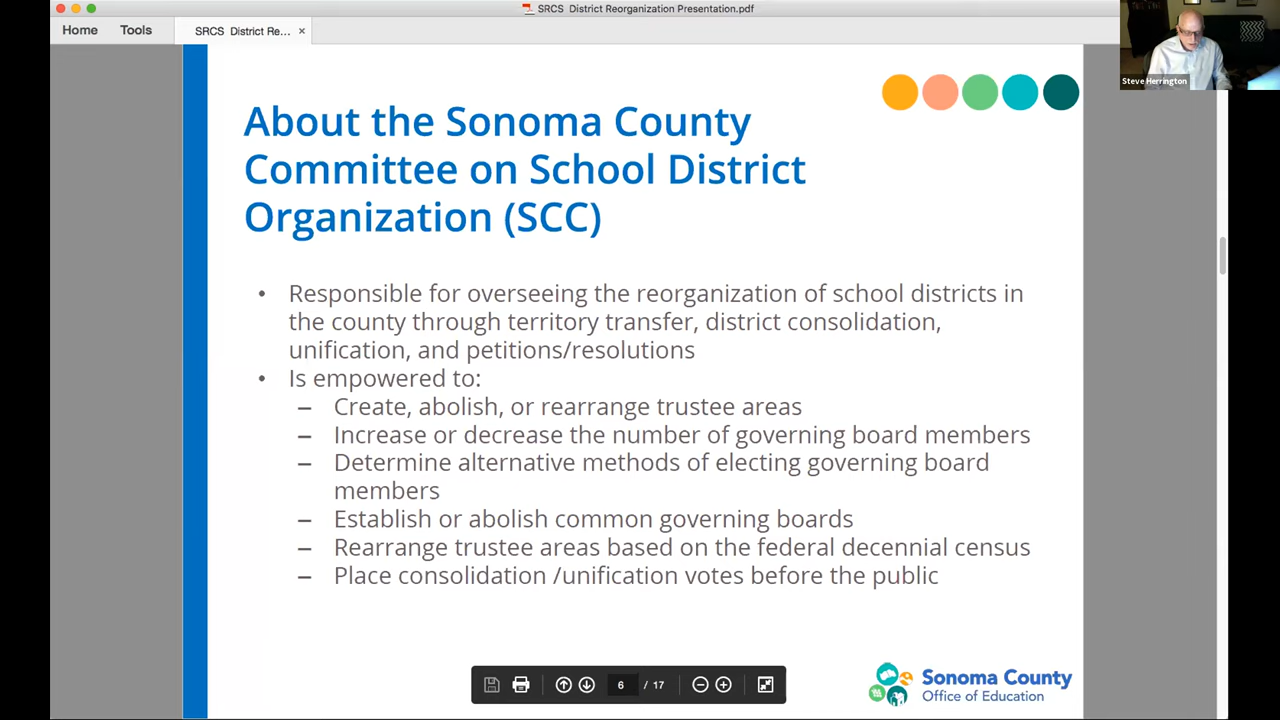 SRCS District Reorganization Presentation.pdf
Home Tools SRCS District Re... ×
Steve Herrington
About the Sonoma County
Committee on School District
Organization (SCC)
• Responsible for overseeing the reorganization of school districts in
the county through territory transfer, district consolidation,
unification, and petitions/resolutions
• Is empowered to:
– Create, abolish, or rearrange trustee areas
– Increase or decrease the number of governing board members
– Determine alternative methods of electing governing board
members
– Establish or abolish common governing boards
– Rearrange trustee areas based on the federal decennial census
– Place consolidation /unification votes before the public
6 / 17
Sonoma County
Office of Education